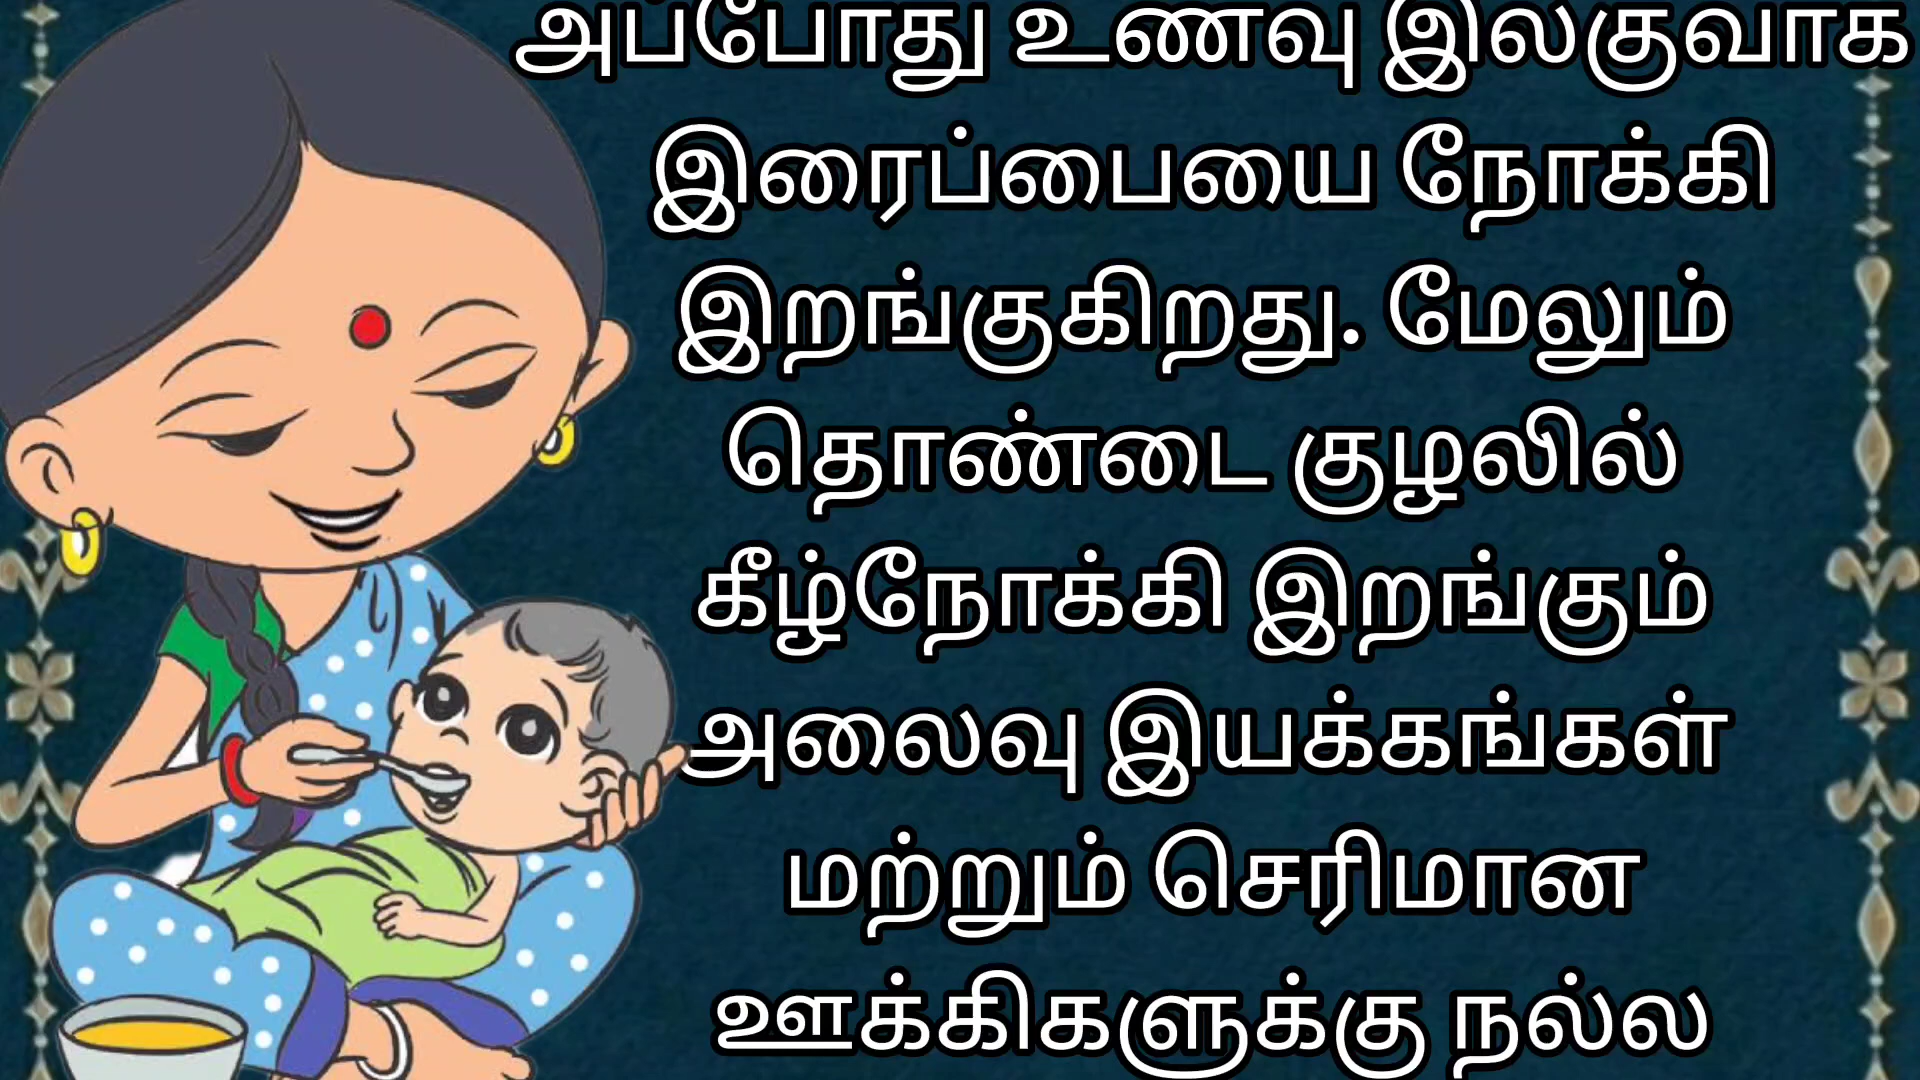 அப்போது உணவு இலகுவாக
இரைப்பையை நோக்கி
இறங்குகிறது. மேலும்
தொண்டை குழலில்
கீழ்நோக்கி இறங்கும்
அலைவு இயக்கங்கள்
மற்றும் செரிமான
ஊக்கிகளுக்கு நல்ல